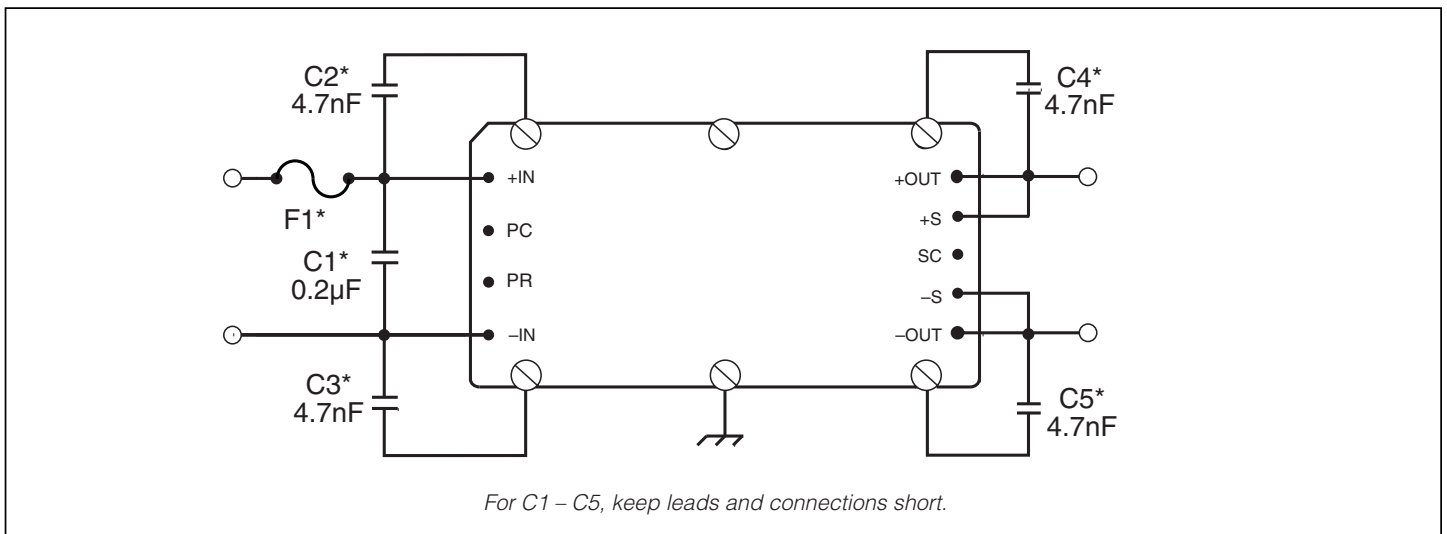 C2*
4.7nF
C4*
4.7nF
+IN
+OUT
F1*
+S
PC
SC
C1*
0.2µF
PR
–S
–IN
–OUT
C3*
4.7nF
C5*
4.7nF
For C1 – C5, keep leads and connections short.